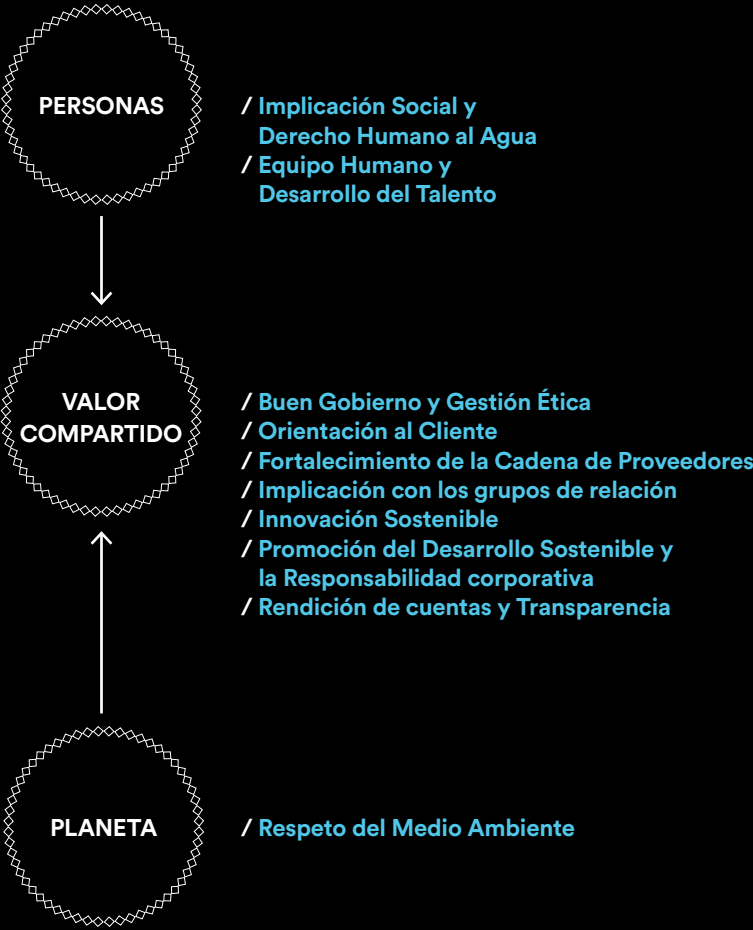 PERSONAS
/ Implicación Social y
Derecho Humano al Agua
/ Equipo Humano y
Desarrollo del Talento
VALOR
COMPARTIDO
/ Buen Gobierno y Gestión Ética
/ Orientación al Cliente
/ Fortalecimiento de la Cadena de Proveedores
/ Implicación con los grupos de relación
/ Innovación Sostenible
/ Promoción del Desarrollo Sostenible y
la Responsabilidad corporativa
/ Rendición de cuentas y Transparencia
PLANETA
/ Respeto del Medio Ambiente